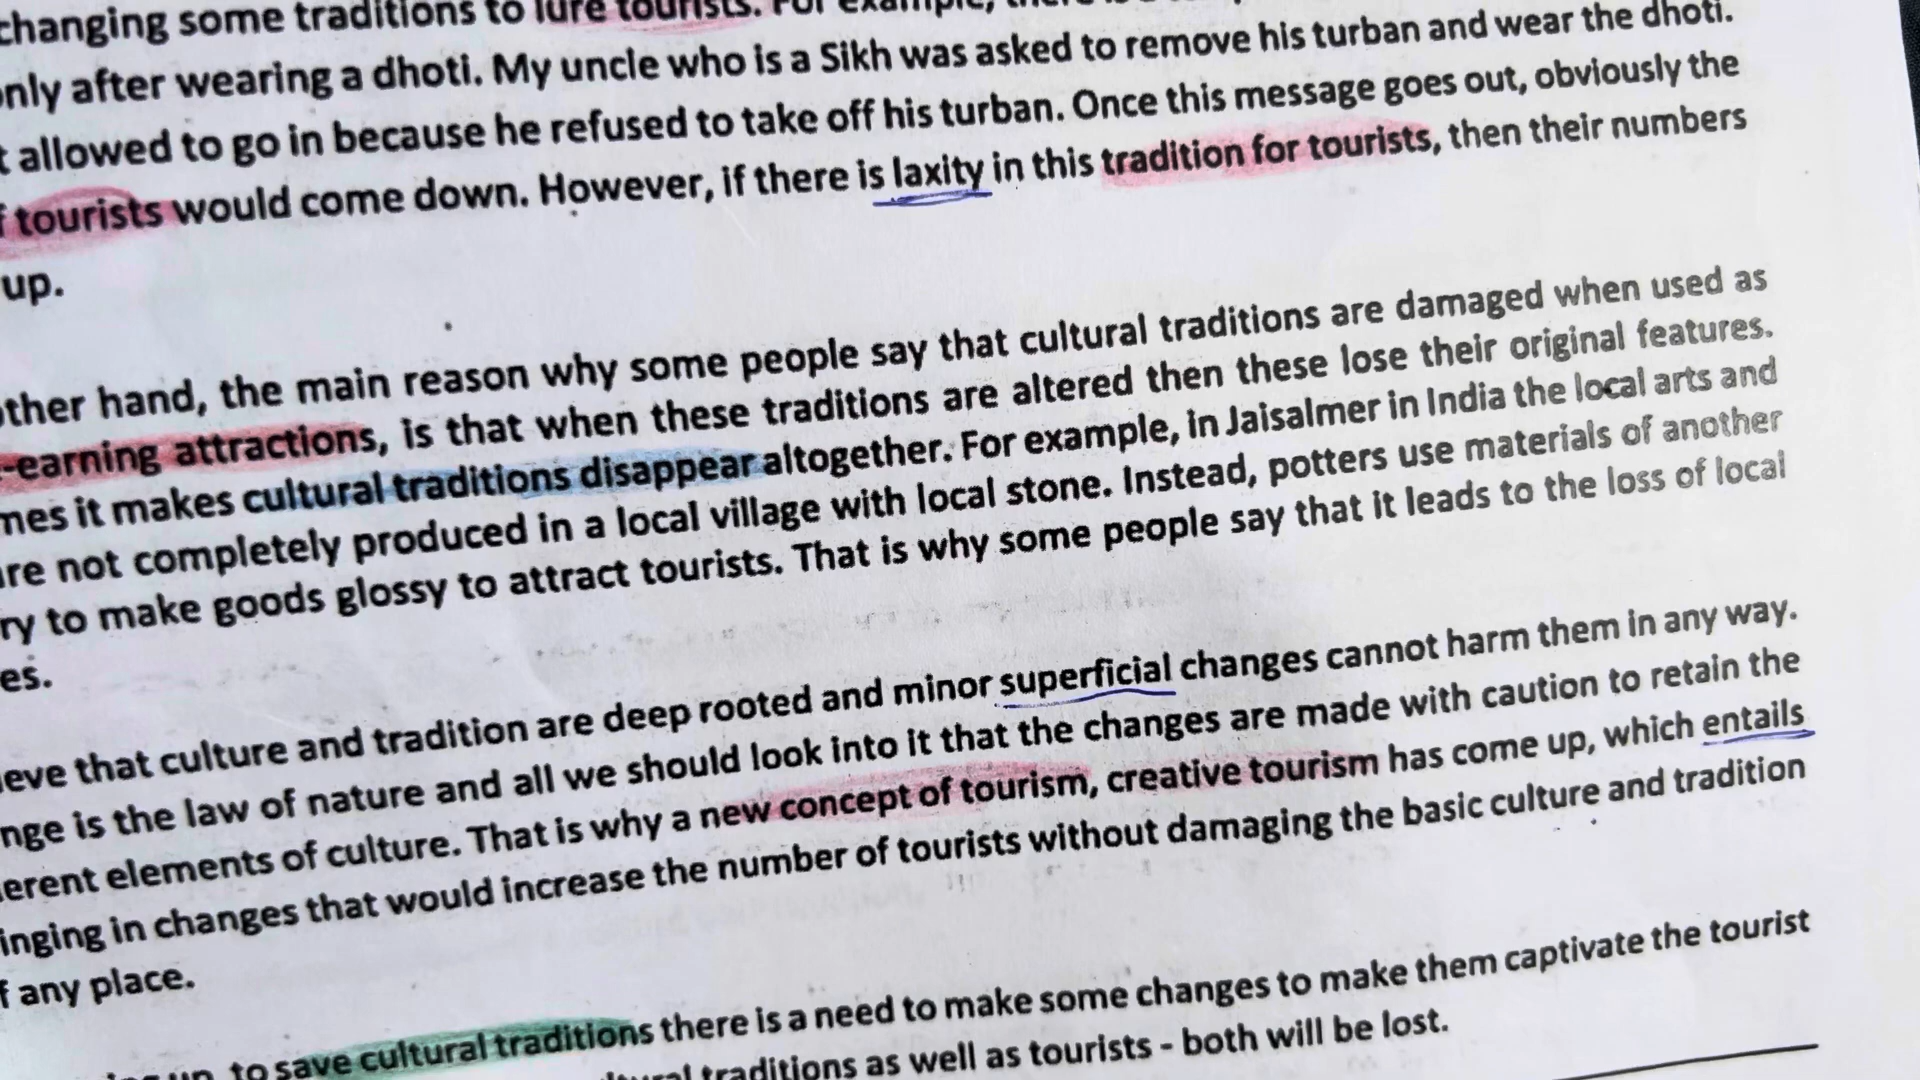 changing some traditions to lure tourists. For example,
only after wearing a dhoti. My uncle who is a Sikh was asked to remove his turban and wear the dhoti.
allowed to go in because he refused to take off his turban. Once this message goes out, obviously the
tourists would come down. However, if there is laxity in this tradition for tourists, then their numbers
up.
other hand, the main reason why some people say that cultural traditions are damaged when used as
-earning attractions, is that when these traditions are altered then these lose their original features.
mes it makes cultural traditions disappear altogether. For example, in Jaisalmer in India the local arts and
are not completely produced in a local village with local stone. Instead, potters use materials of another
ry to make goods glossy to attract tourists. That is why some people say that it leads to the loss of local
es.
ieve that culture and tradition are deep rooted and minor superficial changes cannot harm them in any way.
nge is the law of nature and all we should look into it that the changes are made with caution to retain the
erent elements of culture. That is why a new concept of tourism, creative tourism has come up, which entails
inging in changes that would increase the number of tourists without damaging the basic culture and tradition
f any place.
up, to save cultural traditions there is a need to make some changes to make them captivate the tourist
traditions as well as tourists - both will be lost.